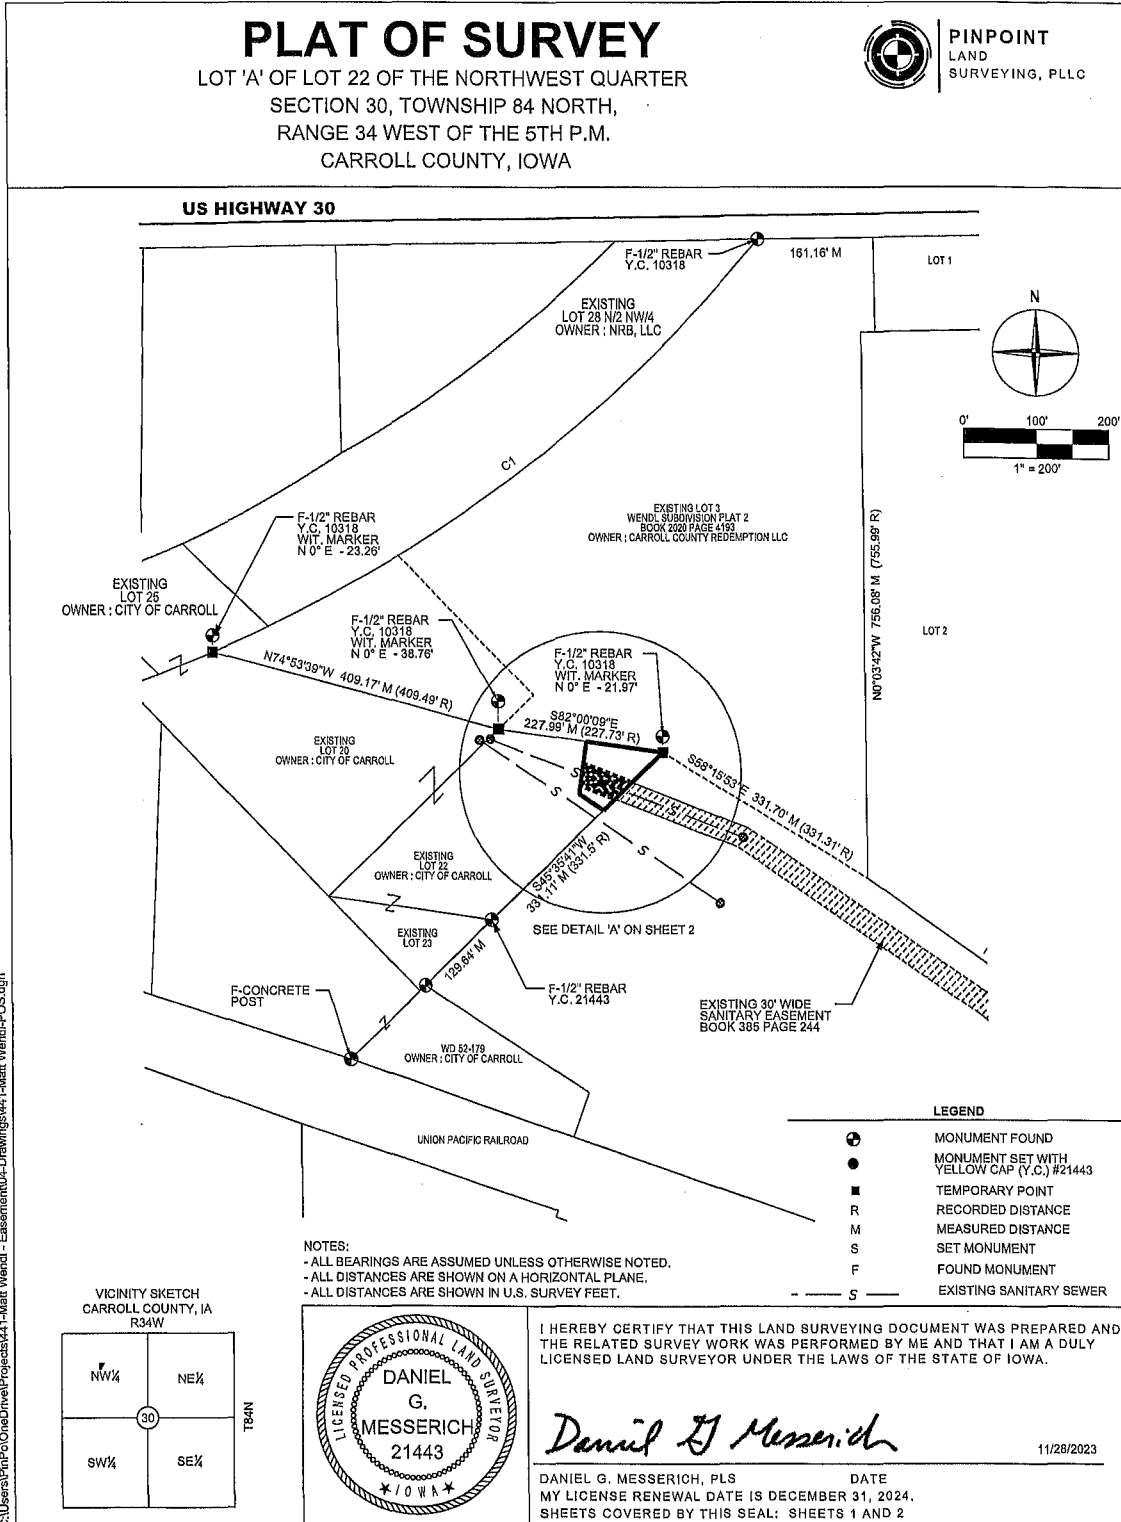 PLAT OF SURVEY
LOT 'A' OF LOT 22 OF THE NORTHWEST QUARTER
SECTION 30, TOWNSHIP 84 NORTH,
RANGE 34 WEST OF THE 5TH P.M.
CARROLL COUNTY, IOWA
PINPOINT
LAND
SURVEYING, PLLC
US HIGHWAY 30
F-1/2" REBAR
Y.C. 10318
161.16' M
LOT 1
EXISTING
LOT 28 N/2 NW/4
OWNER : NRB, LLC
N
0' 100' 200'
1" = 200'
C1
F-1/2" REBAR
Y.C. 10318
WIT. MARKER
N 0° E - 23.26'
EXISTING LOT 3
WENDL SUBDIVISION PLAT 2
BOOK 2020 PAGE 4193
OWNER : CARROLL COUNTY REDEMPTION LLC
N0°03'42"W 756.08' M (755.99' R)
EXISTING
LOT 25
OWNER : CITY OF CARROLL
LOT 2
F-1/2" REBAR
Y.C. 10318
WIT. MARKER
N 0° E - 38.76'
F-1/2" REBAR
Y.C. 10318
WIT. MARKER
N 0° E - 21.97'
N74°53'39"W 409.17' M (409.49' R)
S82°00'09"E
227.99' M (227.73' R)
S58°15'53"E 331.70' M (331.31' R)
EXISTING
LOT 20
OWNER : CITY OF CARROLL
S
S
S
S
EXISTING
LOT 22
OWNER : CITY OF CARROLL
S45°35'41"W
331.11' M (331.5' R)
SEE DETAIL 'A' ON SHEET 2
EXISTING
LOT 23
129.64' M
F-1/2" REBAR
Y.C. 21443
F-CONCRETE
POST
EXISTING 30' WIDE
SANITARY EASEMENT
BOOK 385 PAGE 244
WD 52-179
OWNER : CITY OF CARROLL
UNION PACIFIC RAILROAD
LEGEND
MONUMENT FOUND
MONUMENT SET WITH
YELLOW CAP (Y.C.) #21443
TEMPORARY POINT
R RECORDED DISTANCE
M MEASURED DISTANCE
S SET MONUMENT
F FOUND MONUMENT
S EXISTING SANITARY SEWER
NOTES:
- ALL BEARINGS ARE ASSUMED UNLESS OTHERWISE NOTED.
- ALL DISTANCES ARE SHOWN ON A HORIZONTAL PLANE.
- ALL DISTANCES ARE SHOWN IN U.S. SURVEY FEET.
VICINITY SKETCH
CARROLL COUNTY, IA
R34W
NW¼ NE¼
30
SW¼ SE¼
T84N
LICENSED PROFESSIONAL LAND SURVEYOR
DANIEL
G.
MESSERICH
21443
IOWA
I HEREBY CERTIFY THAT THIS LAND SURVEYING DOCUMENT WAS PREPARED AND
THE RELATED SURVEY WORK WAS PERFORMED BY ME AND THAT I AM A DULY
LICENSED LAND SURVEYOR UNDER THE LAWS OF THE STATE OF IOWA.
Daniel G Messerich
11/28/2023
DANIEL G. MESSERICH, PLS DATE
MY LICENSE RENEWAL DATE IS DECEMBER 31, 2024.
SHEETS COVERED BY THIS SEAL: SHEETS 1 AND 2